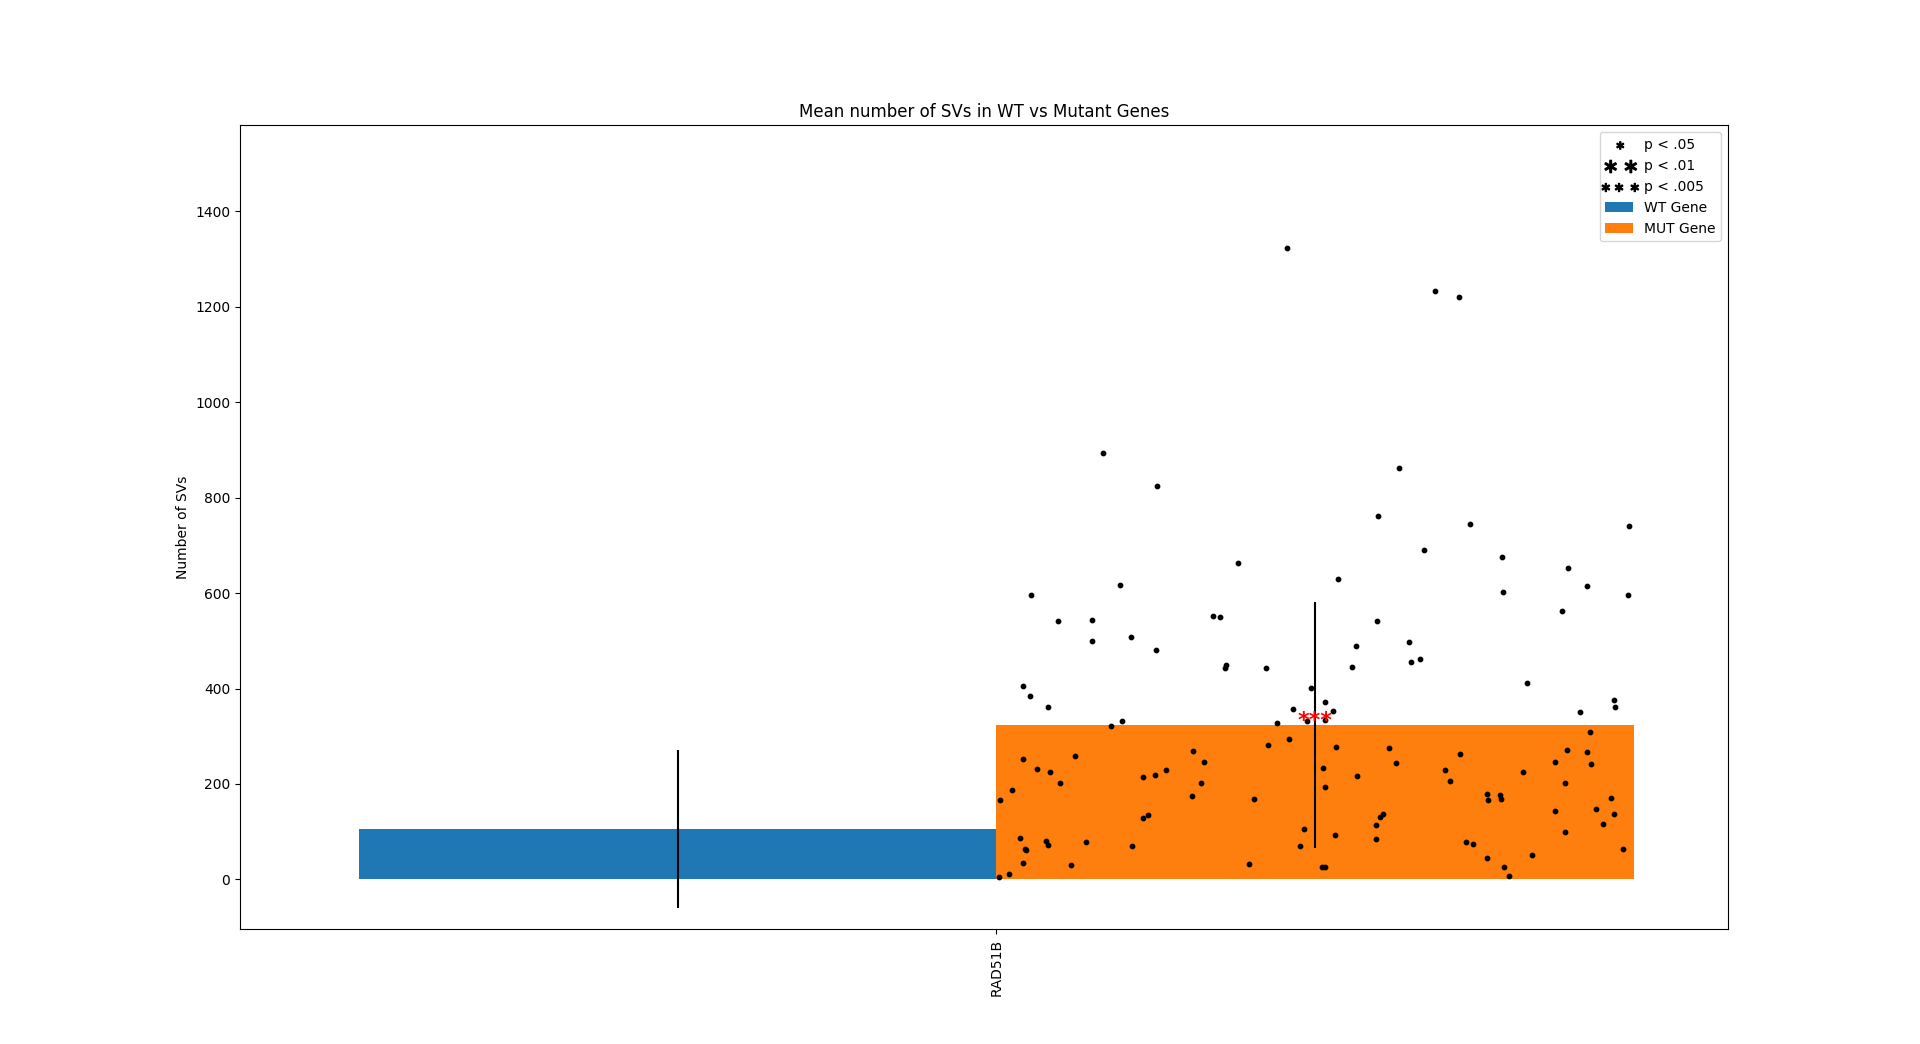 Mean number of SVs in WT vs Mutant Genes
* p < .05
** p < .01
*** p < .005
WT Gene
MUT Gene
1400
1200
1000
800
600
400
200
0
Number of SVs
***
RAD51B